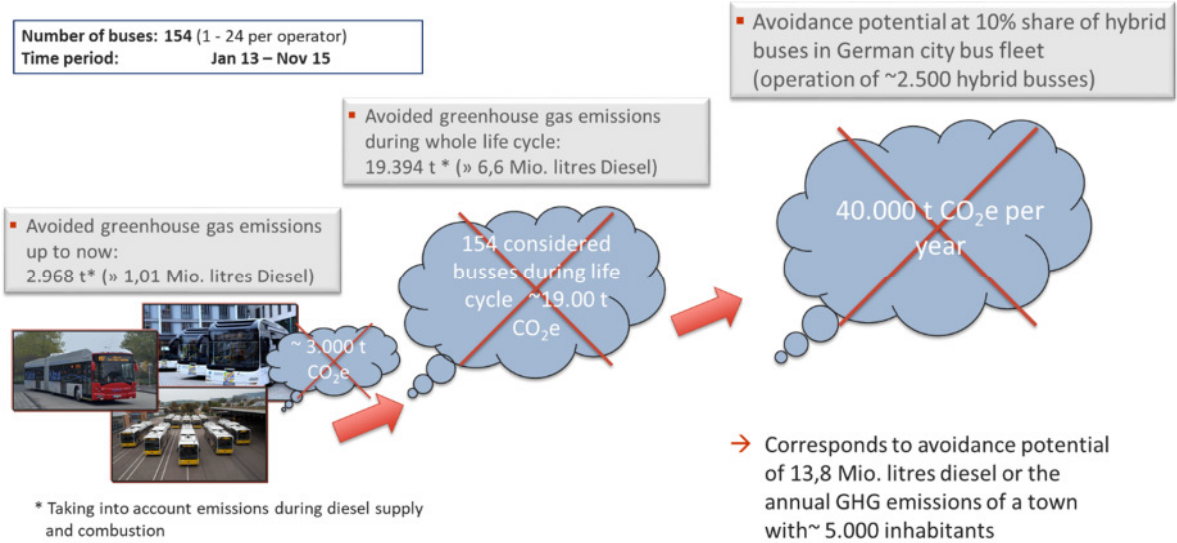 Number of buses: 154 (1 - 24 per operator)
Time period: Jan 13 – Nov 15
▪ Avoided greenhouse gas emissions
up to now:
2.968 t* (» 1,01 Mio. litres Diesel)
~ 3.000 t
CO₂e
* Taking into account emissions during diesel supply
and combustion
▪ Avoided greenhouse gas emissions
during whole life cycle:
19.394 t * (» 6,6 Mio. litres Diesel)
154 considered
busses during life
cycle ~19.00 t
CO₂e
▪ Avoidance potential at 10% share of hybrid
buses in German city bus fleet
(operation of ~2.500 hybrid busses)
40.000 t CO₂e per
year
→ Corresponds to avoidance potential
of 13,8 Mio. litres diesel or the
annual GHG emissions of a town
with~ 5.000 inhabitants